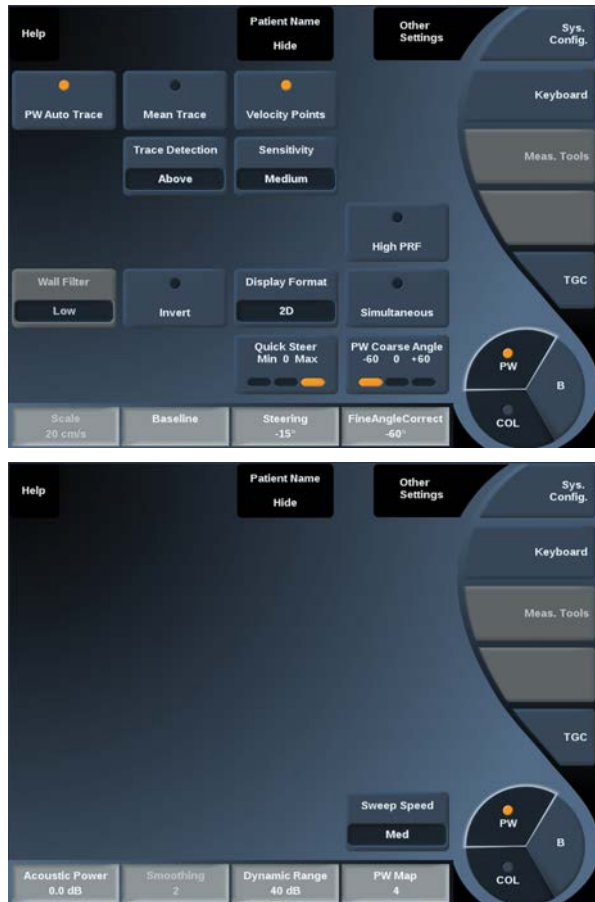 Help
Patient Name
Hide
Other
Settings
Sys.
Config.
PW Auto Trace
Mean Trace
Velocity Points
Keyboard
Trace Detection
Above
Sensitivity
Medium
Meas. Tools
High PRF
Wall Filter
Low
Invert
Display Format
2D
Simultaneous
TGC
Quick Steer
Min 0 Max
PW Coarse Angle
-60 0 +60
PW
B
COL
Scale
20 cm/s
Baseline
Steering
-15°
FineAngleCorrect
-60°
Help
Patient Name
Hide
Other
Settings
Sys.
Config.
Keyboard
Meas. Tools
TGC
Sweep Speed
Med
PW
B
COL
Acoustic Power
0.0 dB
Smoothing
2
Dynamic Range
40 dB
PW Map
4